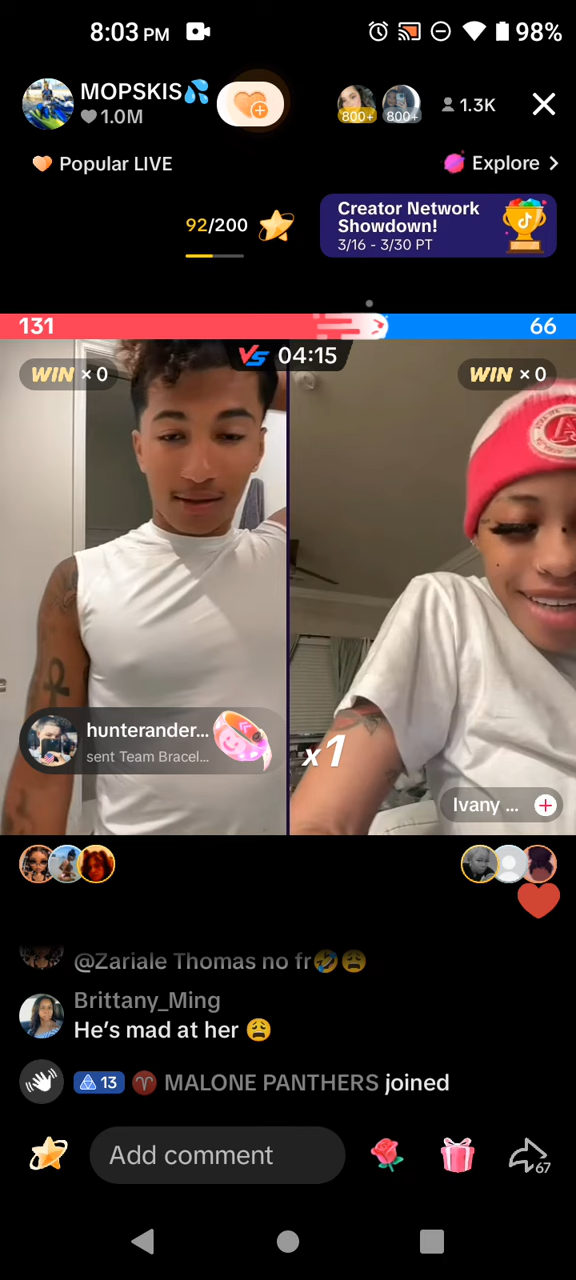 8:03 PM
98%
MOPSKIS💦
1.0M
800+
800+
1.3K
Popular LIVE
Explore >
92/200
Creator Network
Showdown!
3/16 - 3/30 PT
131
66
VS 04:15
WIN × 0
WIN × 0
hunterander...
sent Team Bracel...
x1
Ivany ...
@Zariale Thomas no fr🤣😩
Brittany_Ming
He's mad at her 😩
13 ♈ MALONE PANTHERS joined
Add comment
67